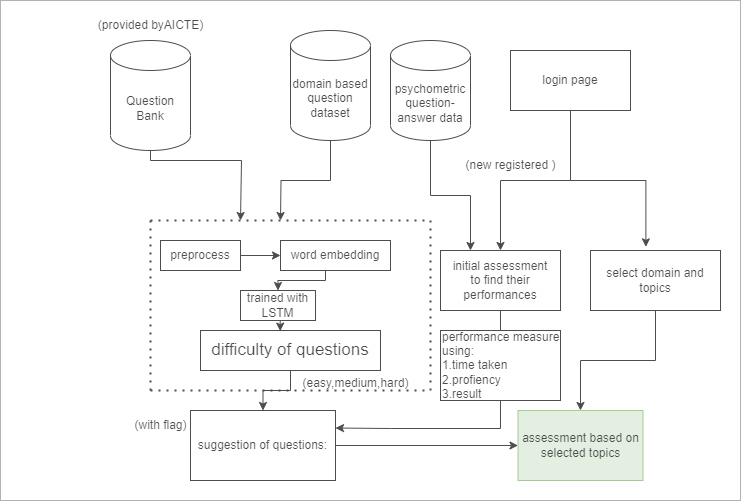 (provided byAICTE)
Question
Bank
domain based
question
dataset
psychometric
question-
answer data
login page
(new registered )
preprocess
word embedding
trained with
LSTM
difficulty of questions
(easy,medium,hard)
initial assessment
to find their
performances
select domain and
topics
performance measure
using:
1.time taken
2.profiency
3.result
(with flag)
suggestion of questions:
assessment based on
selected topics